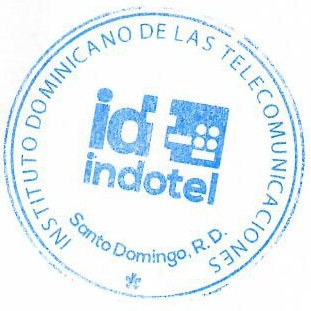 INSTITUTO DOMINICANO DE LAS TELECOMUNICACIONES
id
indotel
Santo Domingo, R. D.